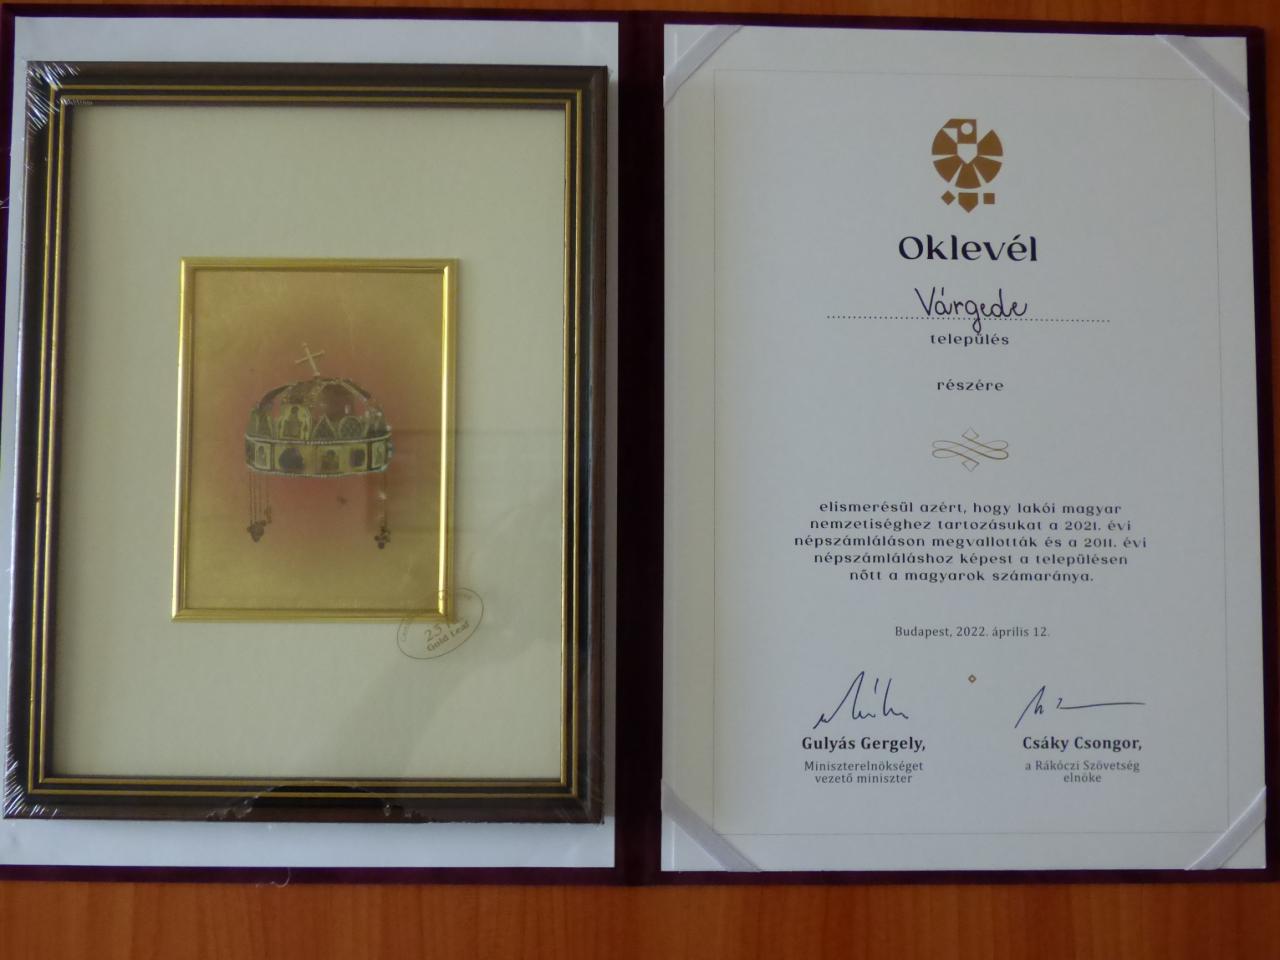 25 K.
Gold Leaf
Oklevél
Várgede
település
részére
elismerésül azért, hogy lakói magyar
nemzetiséghez tartozásukat a 2021. évi
népszámláláson megvallották és a 2011. évi
népszámláláshoz képest a településen
nőtt a magyarok számaránya.
Budapest, 2022. április 12.
Gulyás Gergely,
Miniszterelnökséget
vezető miniszter
Csáky Csongor,
a Rákóczi Szövetség
elnöke